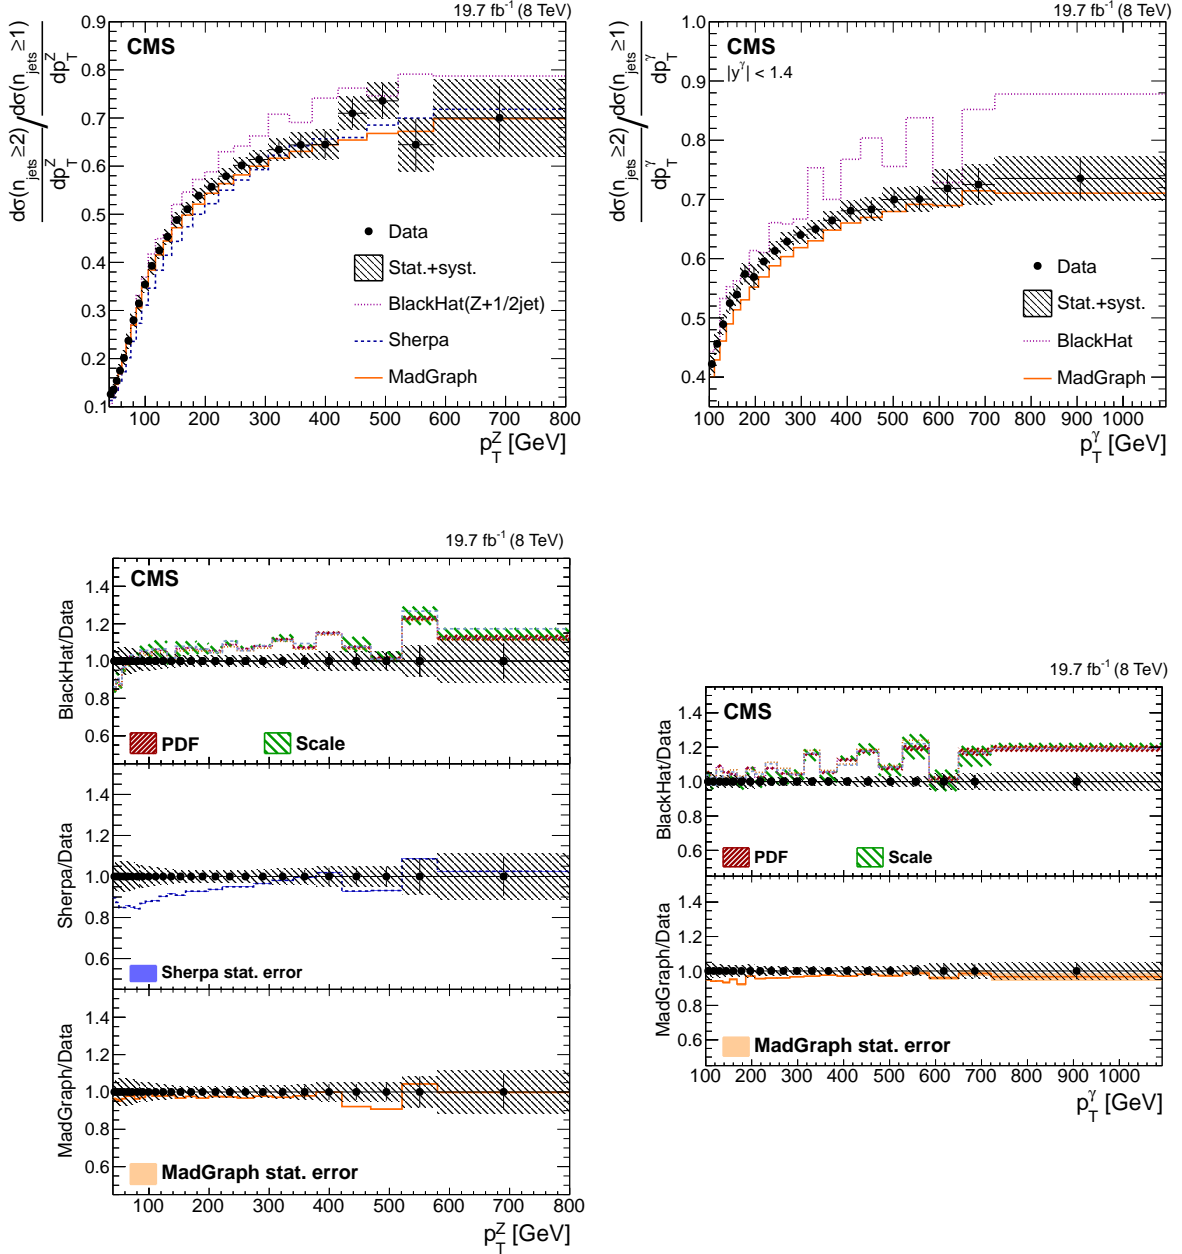 19.7 fb⁻¹ (8 TeV)
CMS
dσ(n_jets ≥2)/dp_T^Z / dσ(n_jets ≥1)/dp_T^Z
0.9
0.8
0.7
0.6
0.5
0.4
0.3
0.2
0.1
Data
Stat.+syst.
BlackHat(Z+1/2jet)
Sherpa
MadGraph
100 200 300 400 500 600 700 800
p_T^Z [GeV]
19.7 fb⁻¹ (8 TeV)
CMS
|y^γ| < 1.4
dσ(n_jets ≥2)/dp_T^γ / dσ(n_jets ≥1)/dp_T^γ
1.0
0.9
0.8
0.7
0.6
0.5
0.4
Data
Stat.+syst.
BlackHat
MadGraph
100 200 300 400 500 600 700 800 900 1000
p_T^γ [GeV]
19.7 fb⁻¹ (8 TeV)
CMS
BlackHat/Data
1.4
1.2
1.0
0.8
0.6
PDF
Scale
Sherpa/Data
1.4
1.2
1.0
0.8
0.6
Sherpa stat. error
MadGraph/Data
1.4
1.2
1.0
0.8
0.6
MadGraph stat. error
100 200 300 400 500 600 700 800
p_T^Z [GeV]
19.7 fb⁻¹ (8 TeV)
CMS
BlackHat/Data
1.4
1.2
1.0
0.8
0.6
PDF
Scale
MadGraph/Data
1.4
1.2
1.0
0.8
0.6
MadGraph stat. error
100 200 300 400 500 600 700 800 900 1000
p_T^γ [GeV]